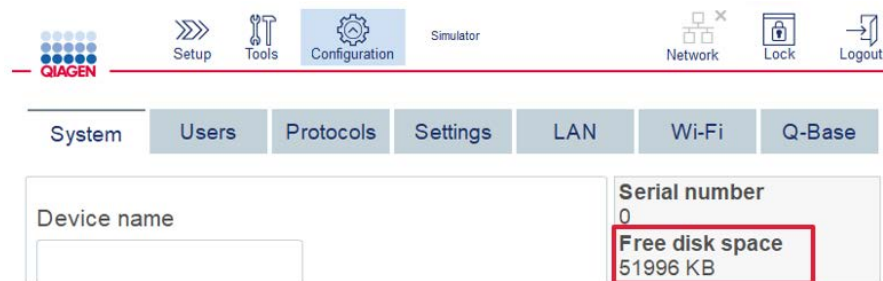 QIAGEN
Setup
Tools
Configuration
Simulator
Network
Lock
Logout
System
Users
Protocols
Settings
LAN
Wi-Fi
Q-Base
Device name
Serial number
0
Free disk space
51996 KB